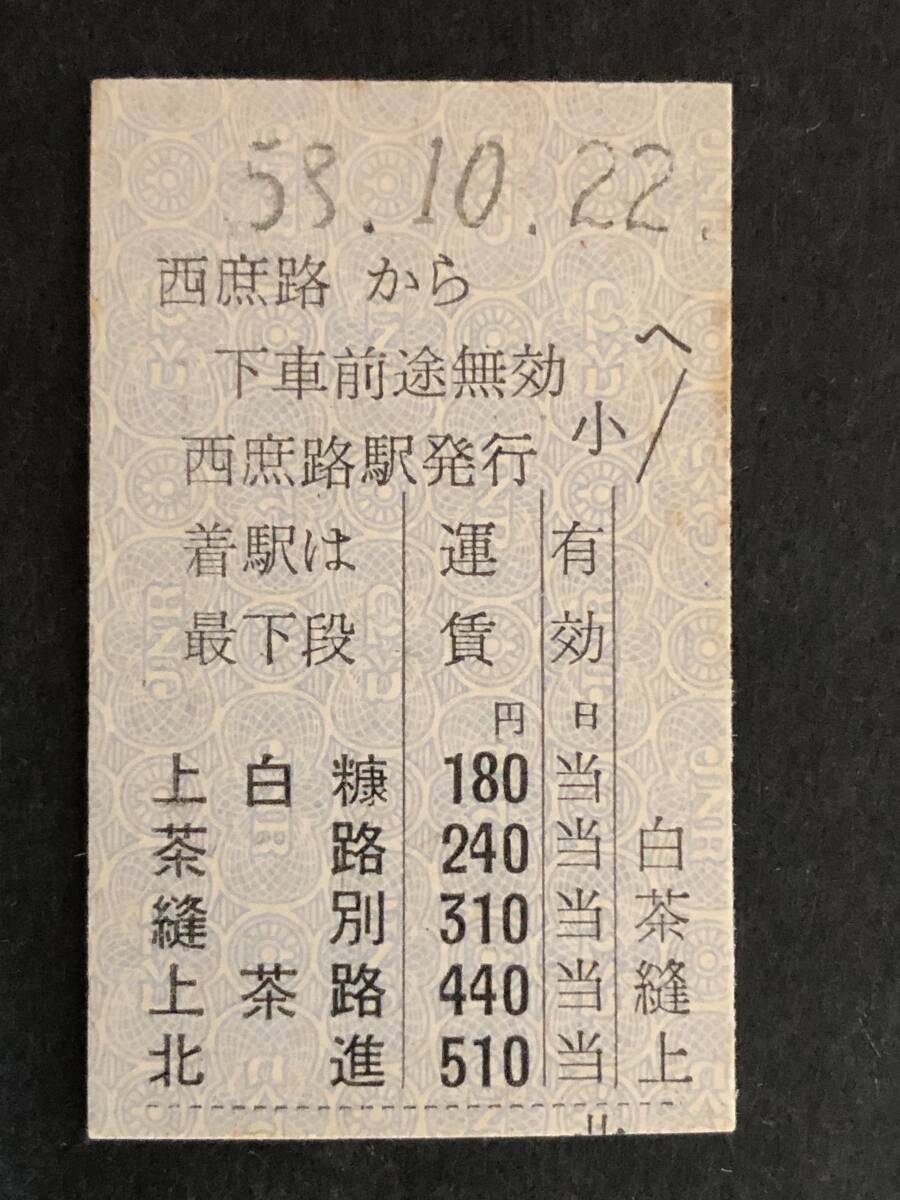 58.10.22.
西庶路 から
下車前途無効 へ
西庶路駅発行 小
着駅は 運 有
最下段 賃 効
円 日
上白糠 180 当
茶路 240 当 白
縫別 310 当 茶
上茶路 440 当 縫
北進 510 当 上